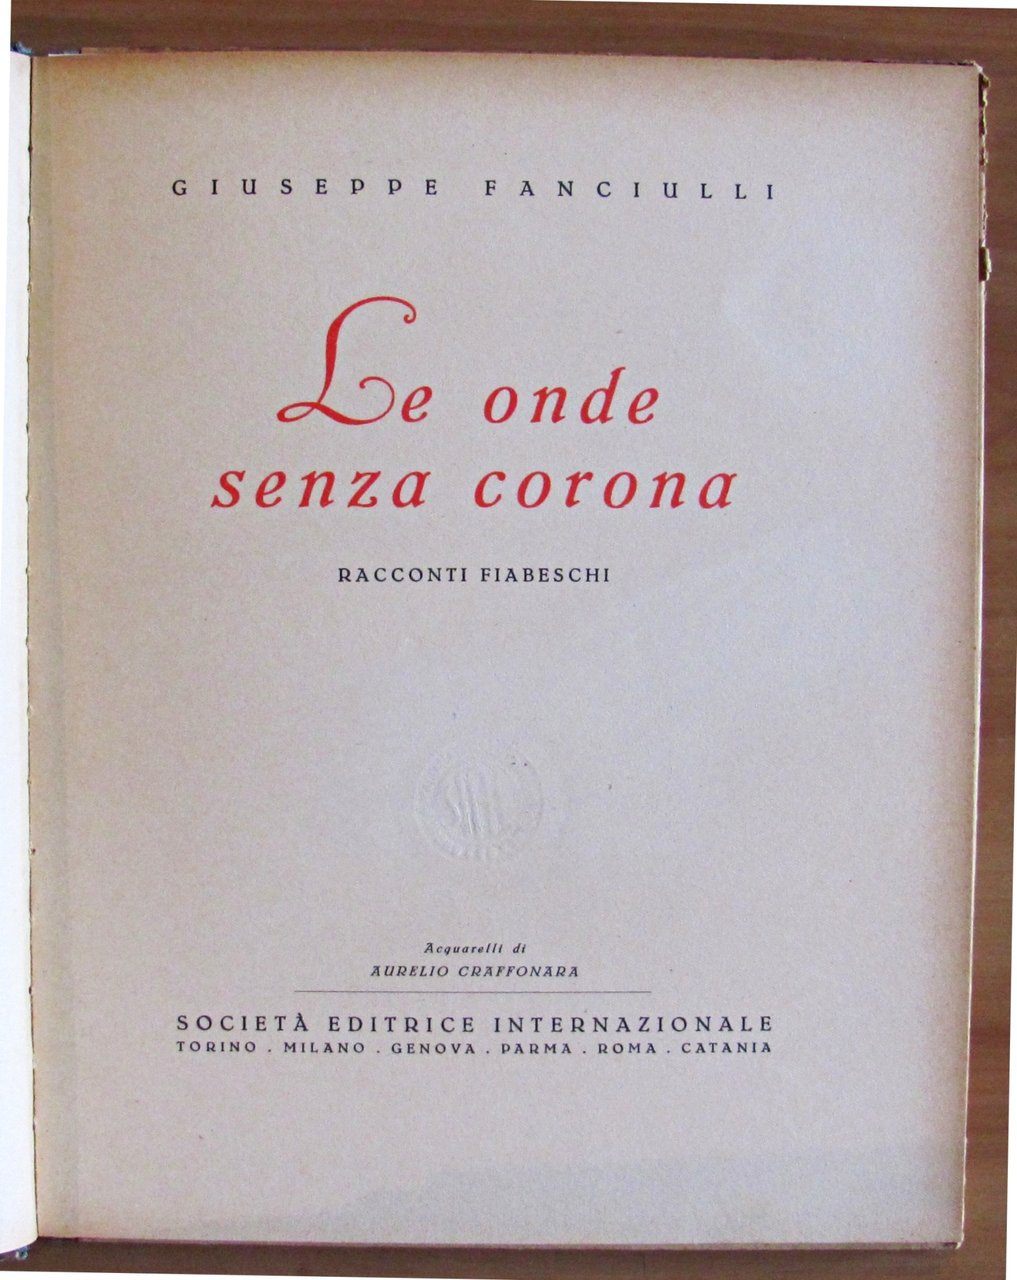 GIUSEPPE FANCIULLI
Le onde
senza corona
RACCONTI FIABESCHI
Acquarelli di
AURELIO CRAFFONARA
SOCIETÀ EDITRICE INTERNAZIONALE
TORINO . MILANO . GENOVA . PARMA . ROMA . CATANIA